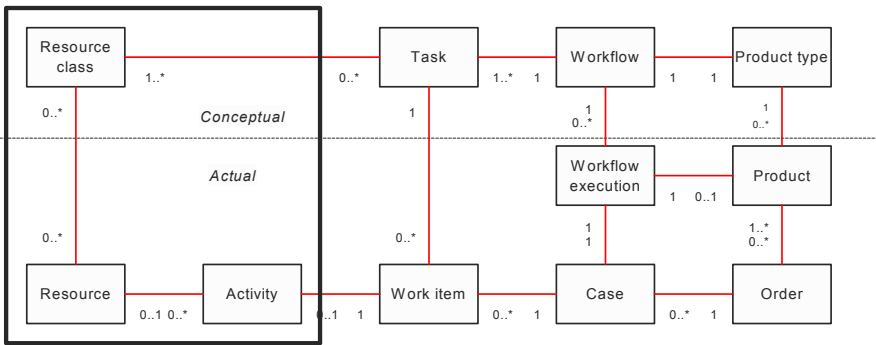 Resource
class
Task
Workflow
Product type
1..*
0..*
1..*
1
1
1
0..*
Conceptual
1
1
0..*
1
0..*
Actual
Workflow
execution
Product
1
0..1
0..*
0..*
1
1
1..*
0..*
Resource
Activity
Work item
Case
Order
0..1
0..*
0..1
1
0..*
1
0..*
1